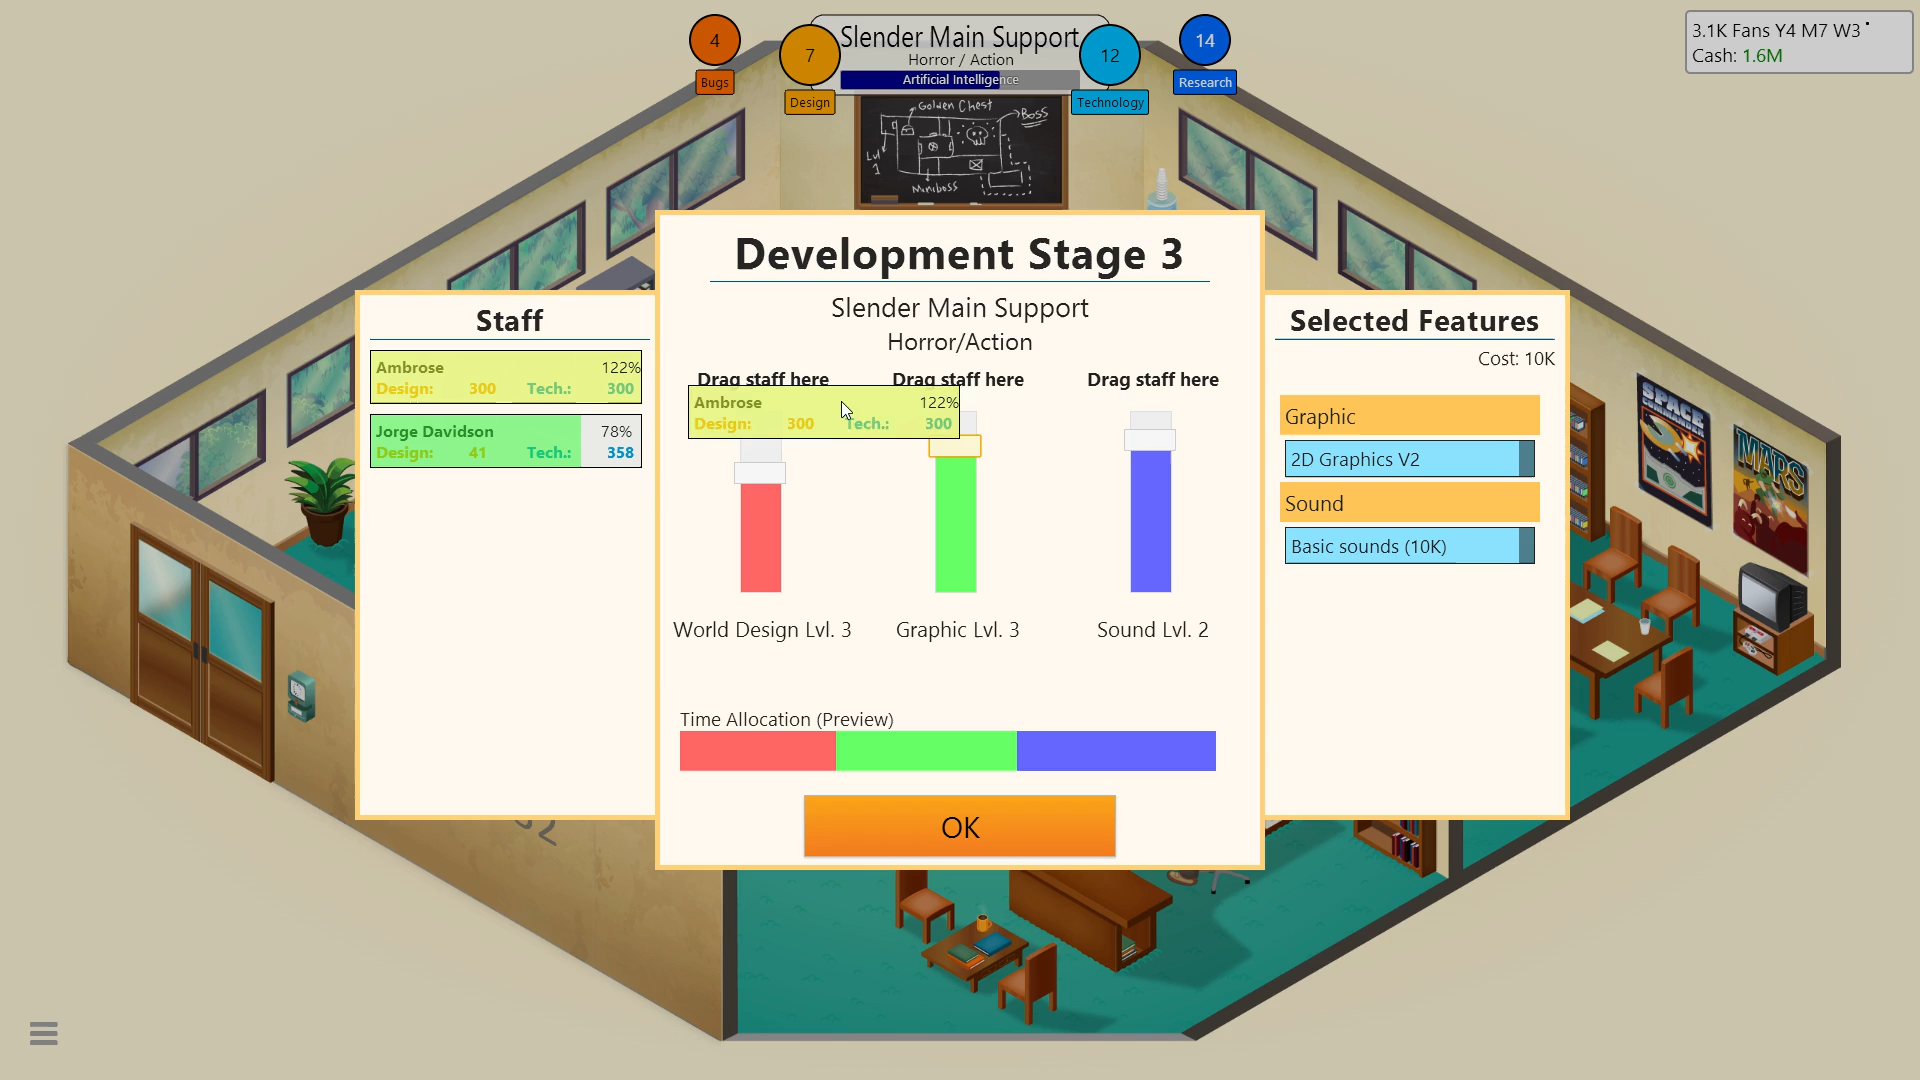 4
Bugs
7
Design
Slender Main Support
Horror / Action
Artificial Intelligence
12
Technology
14
Research
3.1K Fans Y4 M7 W3
Cash: 1.6M
Golden Chest
Boss
Lvl
1
Miniboss
Development Stage 3
Slender Main Support
Horror/Action
Staff
Ambrose 122%
Design: 300 Tech.: 300
Jorge Davidson 78%
Design: 41 Tech.: 358
Drag staff here Drag staff here Drag staff here
Ambrose 122%
Design: 300 Tech.: 300
World Design Lvl. 3 Graphic Lvl. 3 Sound Lvl. 2
Time Allocation (Preview)
OK
Selected Features
Cost: 10K
Graphic
2D Graphics V2
Sound
Basic sounds (10K)
SPACE
MARS